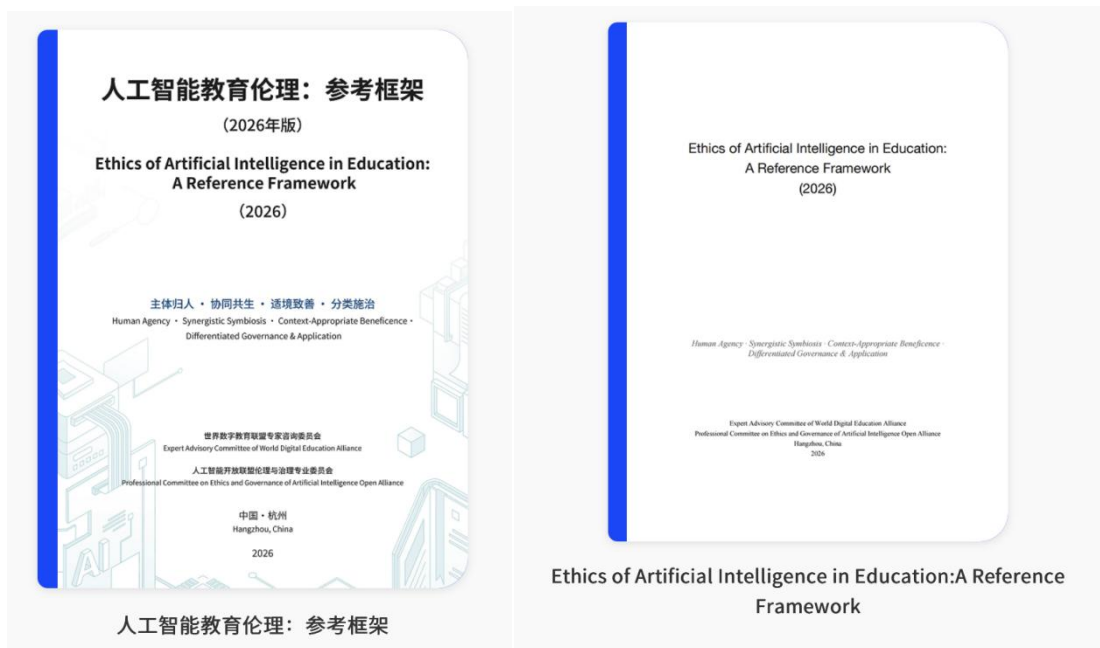 人工智能教育伦理：参考框架
（2026年版）
Ethics of Artificial Intelligence in Education:
A Reference Framework
（2026）
主体归人 · 协同共生 · 适境致善 · 分类施治
Human Agency · Synergistic Symbiosis · Context-Appropriate Beneficence ·
Differentiated Governance & Application
世界数字教育联盟专家咨询委员会
Expert Advisory Committee of World Digital Education Alliance
人工智能开放联盟伦理与治理专业委员会
Professional Committee on Ethics and Governance of Artificial Intelligence Open Alliance
中国·杭州
Hangzhou, China
2026
AI
人工智能教育伦理：参考框架
Ethics of Artificial Intelligence in Education:
A Reference Framework
(2026)
Human Agency · Synergistic Symbiosis · Context-Appropriate Beneficence ·
Differentiated Governance & Application
Expert Advisory Committee of World Digital Education Alliance
Professional Committee on Ethics and Governance of Artificial Intelligence Open Alliance
Hangzhou, China
2026
Ethics of Artificial Intelligence in Education:A Reference
Framework